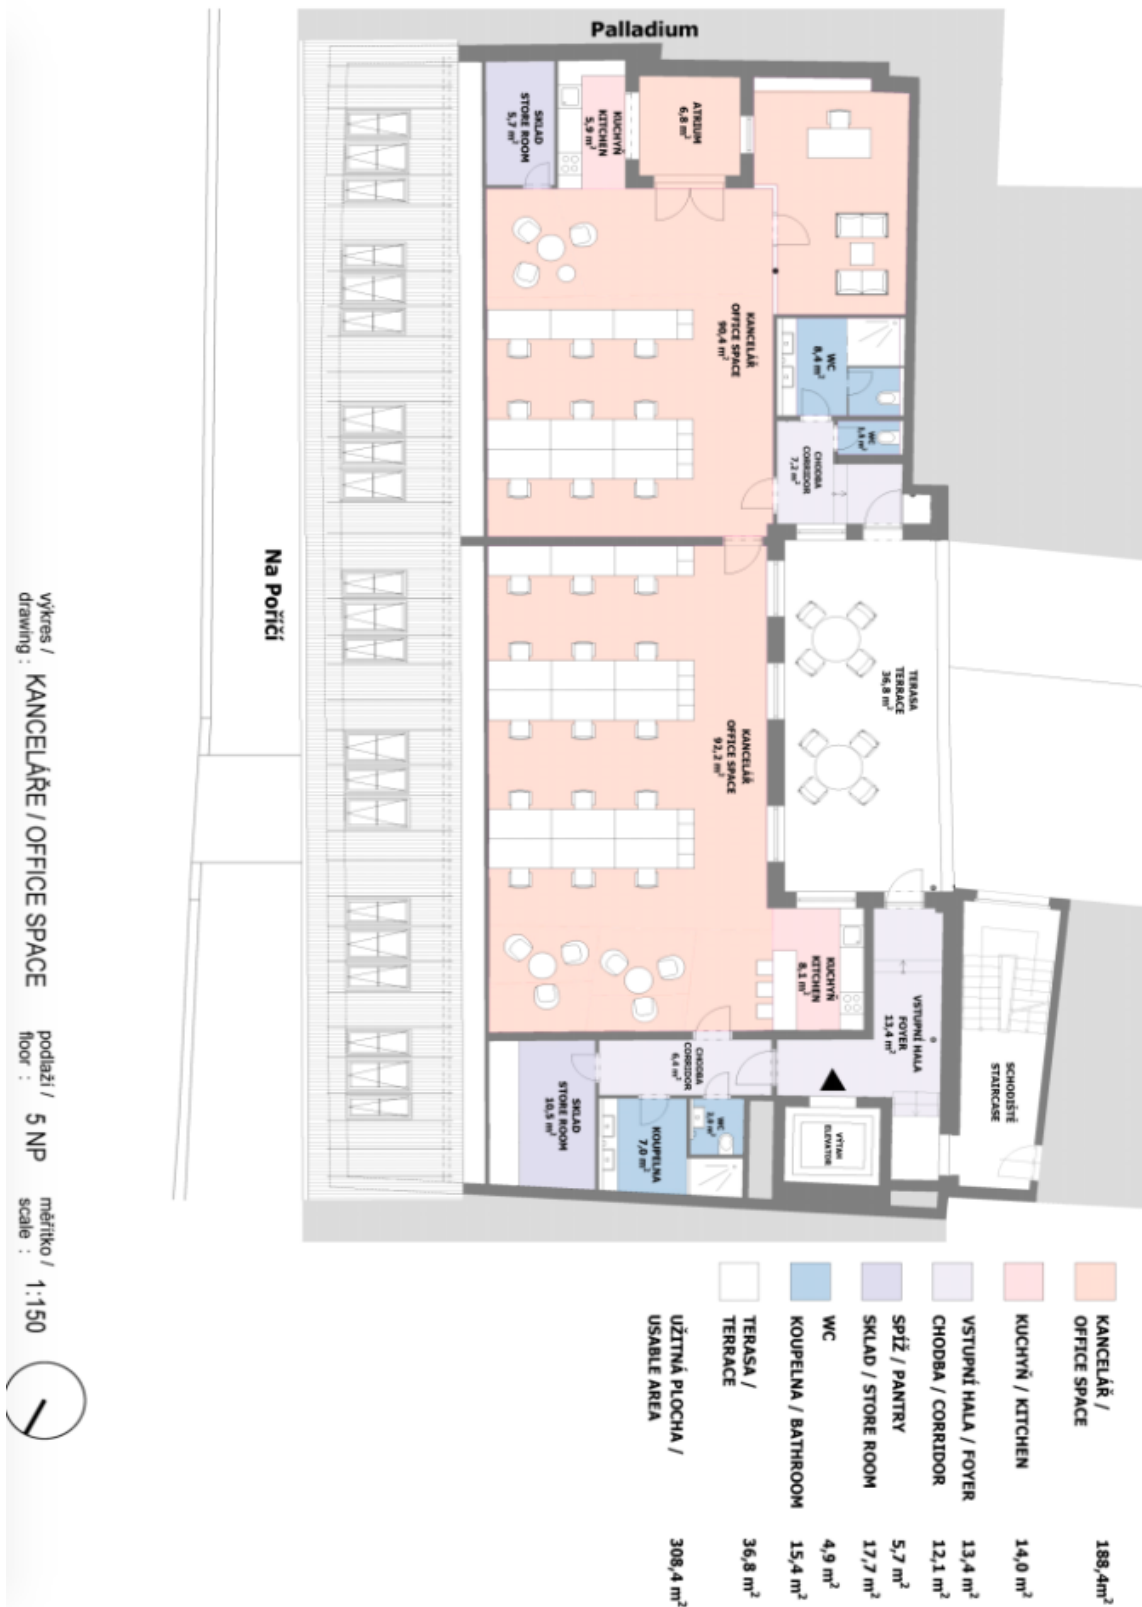 Palladium
SKLAD
STORE ROOM
5,7 m²
KUCHYŇ
KITCHEN
5,9 m²
ATRIUM
6,8 m²
KANCELÁŘ
OFFICE SPACE
90,4 m²
WC
8,4 m²
WC
CHODBA
CORRIDOR
7,2 m²
TERASA
TERRACE
36,8 m²
KANCELÁŘ
OFFICE SPACE
92,2 m²
KUCHYŇ
KITCHEN
8,1 m²
VSTUPNÍ HALA
FOYER
13,4 m²
SCHODIŠTĚ
STAIRCASE
CHODBA
CORRIDOR
VÝTAH
ELEVATOR
SKLAD
STORE ROOM
10,5 m²
KOUPELNA
7,0 m²
WC
Na Poříčí
KANCELÁŘ /
OFFICE SPACE 188,4m²
KUCHYŇ / KITCHEN 14,0 m²
VSTUPNÍ HALA / FOYER 13,4 m²
CHODBA / CORRIDOR 12,1 m²
SPÍŽ / PANTRY 5,7 m²
SKLAD / STORE ROOM 17,7 m²
WC 4,9 m²
KOUPELNA / BATHROOM 15,4 m²
TERASA /
TERRACE 36,8 m²
UŽITNÁ PLOCHA /
USABLE AREA 308,4 m²
výkres /
drawing : KANCELÁŘE / OFFICE SPACE
podlaží /
floor : 5 NP
měřítko /
scale : 1:150